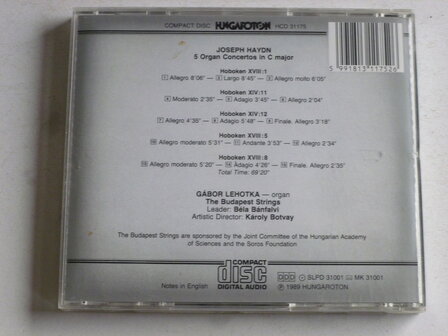 COMPACT DISC HUNGAROTON HCD 31175
JOSEPH HAYDN
5 Organ Concertos in C major
5 991813 117526
Hoboken XVIII:1
1 Allegro 8'06" — 2 Largo 8'45" — 3 Allegro molto 6'05"
Hoboken XIV:11
4 Moderato 2'35" — 5 Adagio 3'45" — 6 Allegro 2'04"
Hoboken XIV:12
7 Allegro 4'35" — 8 Adagio 5'48" — 9 Finale. Allegro 3'18"
Hoboken XVIII:5
10 Allegro moderato 5'31" — 11 Andante 3'53" — 12 Allegro 2'34"
Hoboken XVIII:8
13 Allegro moderato 5'20" — 14 Adagio 4'26" — 15 Finale. Allegro 2'35"
Total Time: 69'20"
GÁBOR LEHOTKA — organ
The Budapest Strings
Leader: Béla Bánfalvi
Artistic Director: Károly Botvay
The Budapest Strings are sponsored by the Joint Committee of the Hungarian Academy
of Sciences and the Soros Foundation
COMPACT
disc
DIGITAL AUDIO
DDD SLPD 31001 MK 31001
Notes in English
℗ 1989 HUNGAROTON